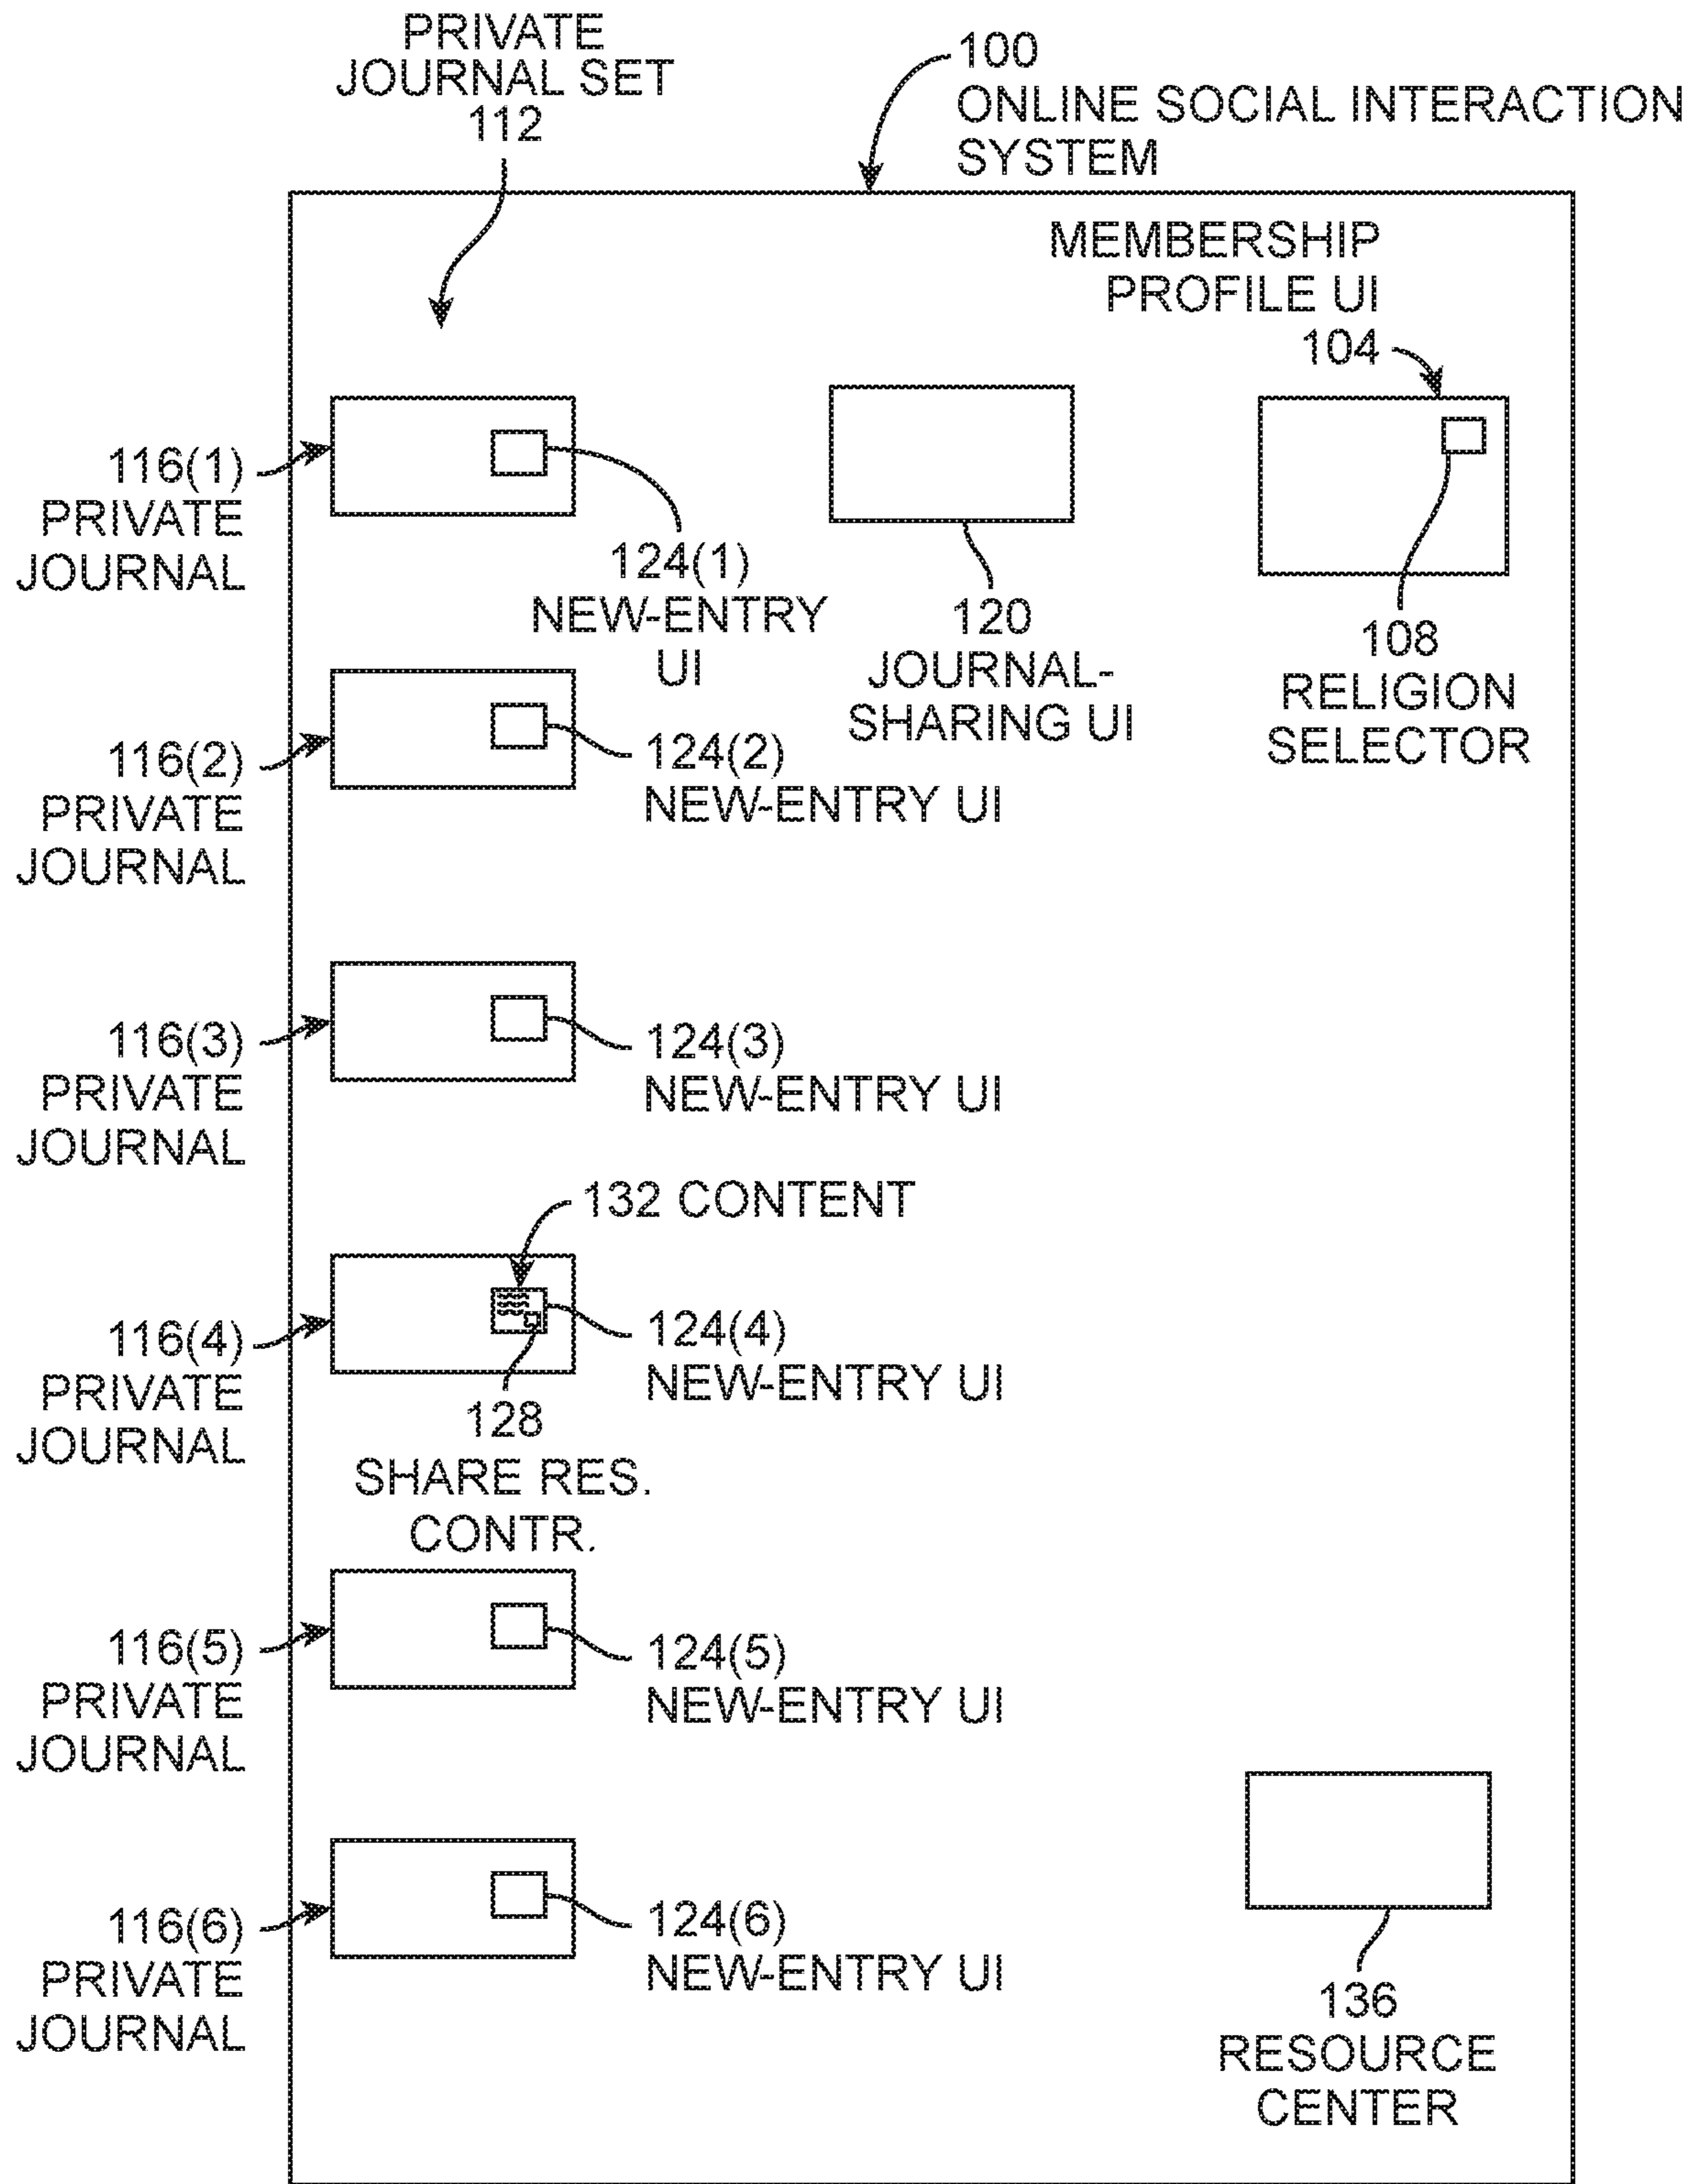 PRIVATE
JOURNAL SET
112
100
ONLINE SOCIAL INTERACTION
SYSTEM
MEMBERSHIP
PROFILE UI
104
116(1)
PRIVATE
JOURNAL
124(1)
NEW-ENTRY
UI
120
JOURNAL-
SHARING UI
108
RELIGION
SELECTOR
116(2)
PRIVATE
JOURNAL
124(2)
NEW-ENTRY UI
116(3)
PRIVATE
JOURNAL
124(3)
NEW-ENTRY UI
132 CONTENT
116(4)
PRIVATE
JOURNAL
124(4)
NEW-ENTRY UI
128
SHARE RES.
CONTR.
116(5)
PRIVATE
JOURNAL
124(5)
NEW-ENTRY UI
116(6)
PRIVATE
JOURNAL
124(6)
NEW-ENTRY UI
136
RESOURCE
CENTER